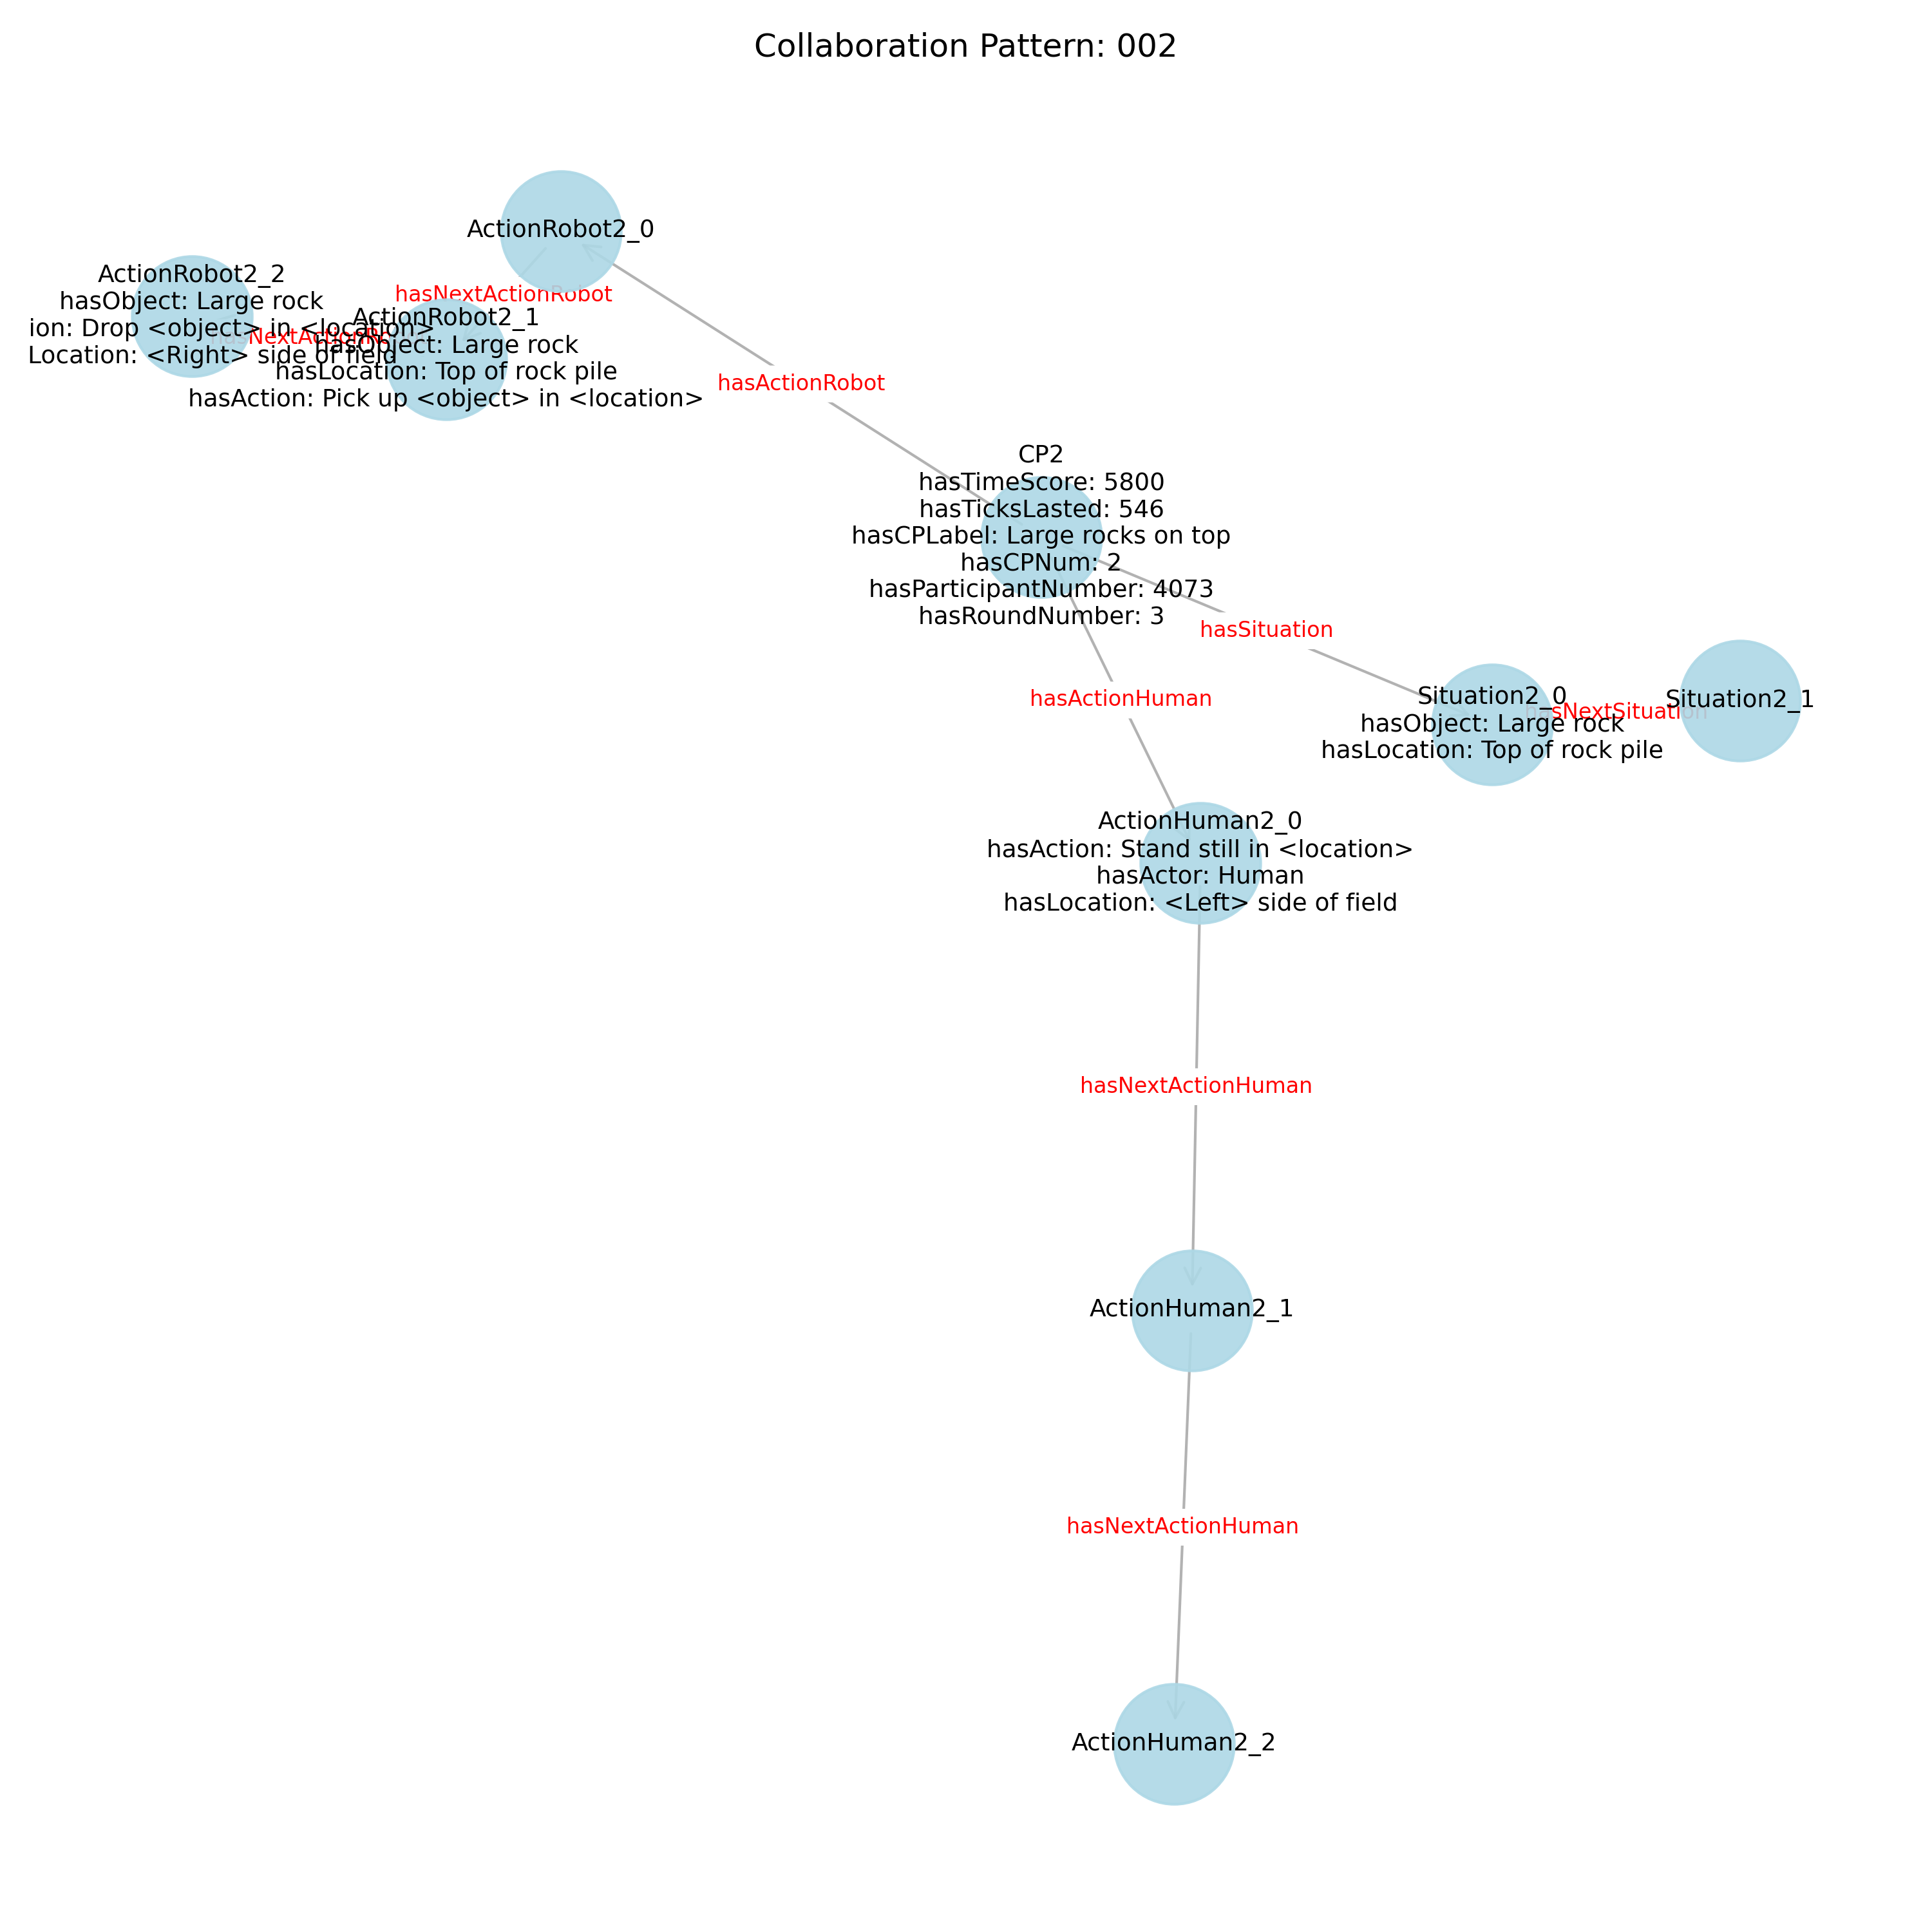 Collaboration Pattern: 002
ActionRobot2_0
ActionRobot2_2
hasObject: Large rock
ion: Drop <object> in <location>
Location: <Right> side of field
hasNextActionRobot
hasNextActionRo
ActionRobot2_1
hasObject: Large rock
hasLocation: Top of rock pile
hasAction: Pick up <object> in <location>
hasActionRobot
CP2
hasTimeScore: 5800
hasTicksLasted: 546
hasCPLabel: Large rocks on top
hasCPNum: 2
hasParticipantNumber: 4073
hasRoundNumber: 3
hasSituation
hasActionHuman
Situation2_0
hasObject: Large rock
hasLocation: Top of rock pile
hasNextSituation
Situation2_1
ActionHuman2_0
hasAction: Stand still in <location>
hasActor: Human
hasLocation: <Left> side of field
hasNextActionHuman
ActionHuman2_1
hasNextActionHuman
ActionHuman2_2